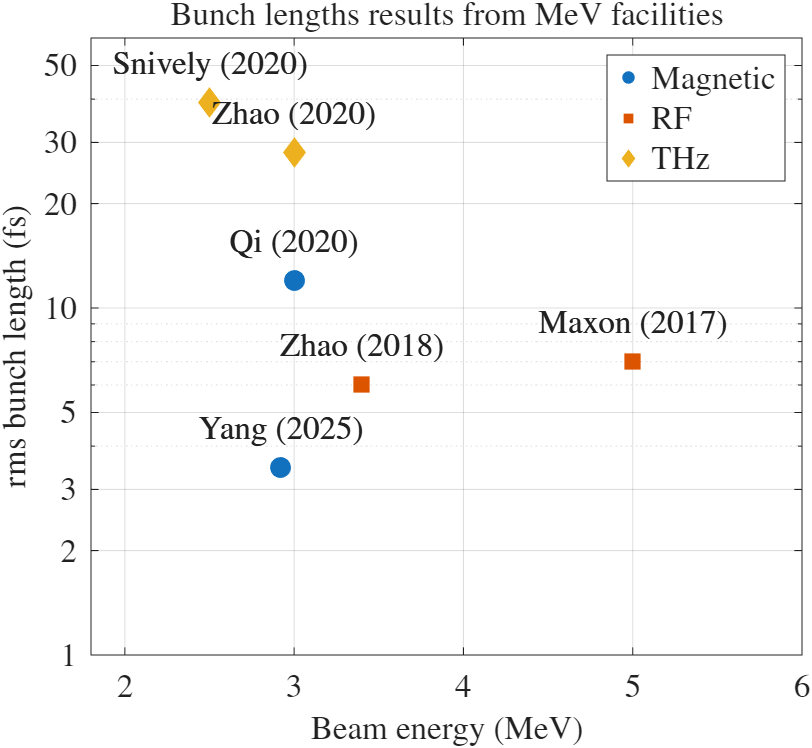 Bunch lengths results from MeV facilities
50
30
20
10
5
3
2
1
rms bunch length (fs)
Snively (2020)
Zhao (2020)
Qi (2020)
Maxon (2017)
Zhao (2018)
Yang (2025)
Magnetic
RF
THz
2
3
4
5
6
Beam energy (MeV)